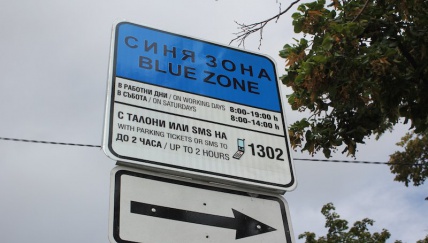 СИНЯ ЗОНА
BLUE ZONE
В РАБОТНИ ДНИ / ON WORKING DAYS 8:00-19:00 h
В СЪБОТА / ON SATURDAYS 8:00-14:00 h
С ТАЛОНИ ИЛИ SMS НА
WITH PARKING TICKETS OR SMS TO 1302
ДО 2 ЧАСА / UP TO 2 HOURS